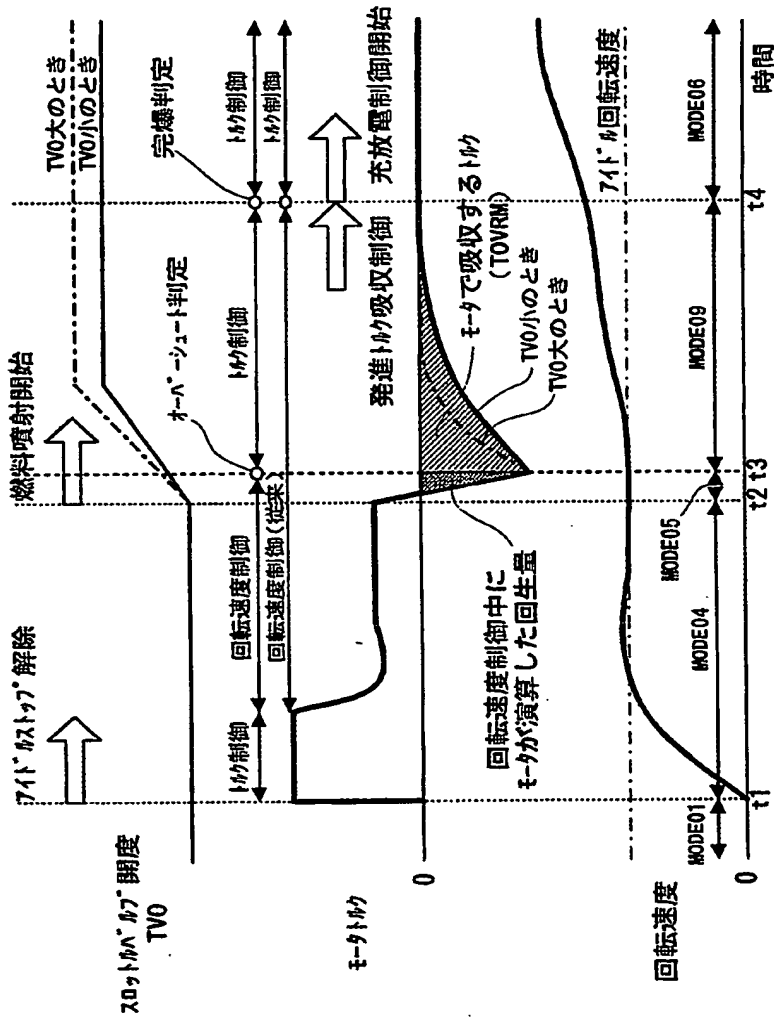 アイドルストップ解除
燃料噴射開始
スロットルバルブ開度
TVO
TVO大のとき
TVO小のとき
オーバーシュート判定
完爆判定
トルク制御
回転速度制御
トルク制御
トルク制御
回転速度制御(従来)
トルク制御
発進トルク吸収制御
充放電制御開始
モータトルク
0
モータで吸収するトルク
(TOVRM)
TVO小のとき
TVO大のとき
回転速度制御中に
モータが演算した回生量
アイドル回転速度
回転速度
0
MODE01
MODE04
MODE05
MODE09
MODE06
t1
t2
t3
t4
時間